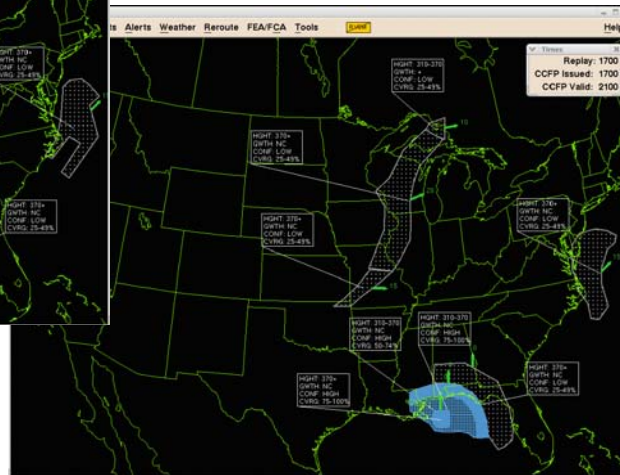 Alerts Weather Reroute FEA/FCA Tools
Help
Times
Replay: 1700
CCFP Issued: 1700
CCFP Valid: 2100
HGHT: 370+
GWTH: NC
CONF: LOW
CVRG: 25-49%
HGHT: 370+
GWTH: NC
CONF: LOW
CVRG: 25-49%
HGHT: 310-370
GWTH: +
CONF: LOW
CVRG: 25-49%
10
HGHT: 370+
GWTH: NC
CONF: LOW
CVRG: 25-49%
HGHT: 370+
GWTH: NC
CONF: LOW
CVRG: 25-49%
15
HGHT: 370+
GWTH: NC
CONF: LOW
CVRG: 25-49%
HGHT: 310-370
GWTH: NC
CONF: HIGH
CVRG: 50-74%
HGHT: 310-370
GWTH: NC
CONF: HIGH
CVRG: 75-100%
HGHT: 370+
GWTH: NC
CONF: HIGH
CVRG: 75-100%
HGHT: 370+
GWTH: NC
CONF: LOW
CVRG: 25-49%